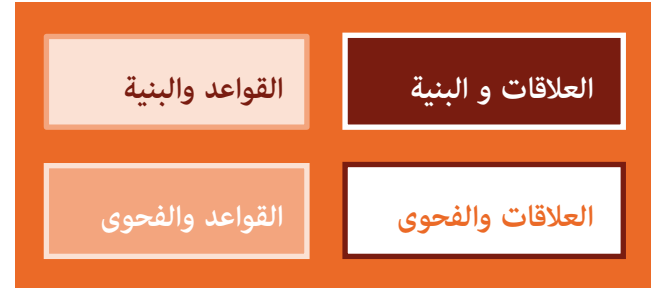 العلاقات و البنية
القواعد والبنية
العلاقات والفحوى
القواعد والفحوى